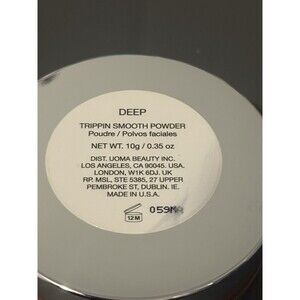 DEEP
TRIPPIN SMOOTH POWDER
Poudre / Polvos faciales
NET WT. 10g / 0.35 oz
DIST. UOMA BEAUTY INC.
LOS ANGELES, CA 90045. USA.
LONDON, W1K 6DJ. UK
RP. MSL, STE 5385, 27 UPPER
PEMBROKE ST, DUBLIN. IE.
MADE IN U.S.A.
12M